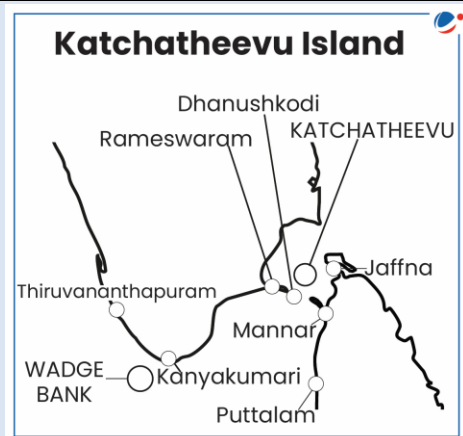 Katchatheevu Island
Dhanushkodi
Rameswaram
KATCHATHEEVU
Jaffna
Thiruvananthapuram
Mannar
WADGE
BANK
Kanyakumari
Puttalam